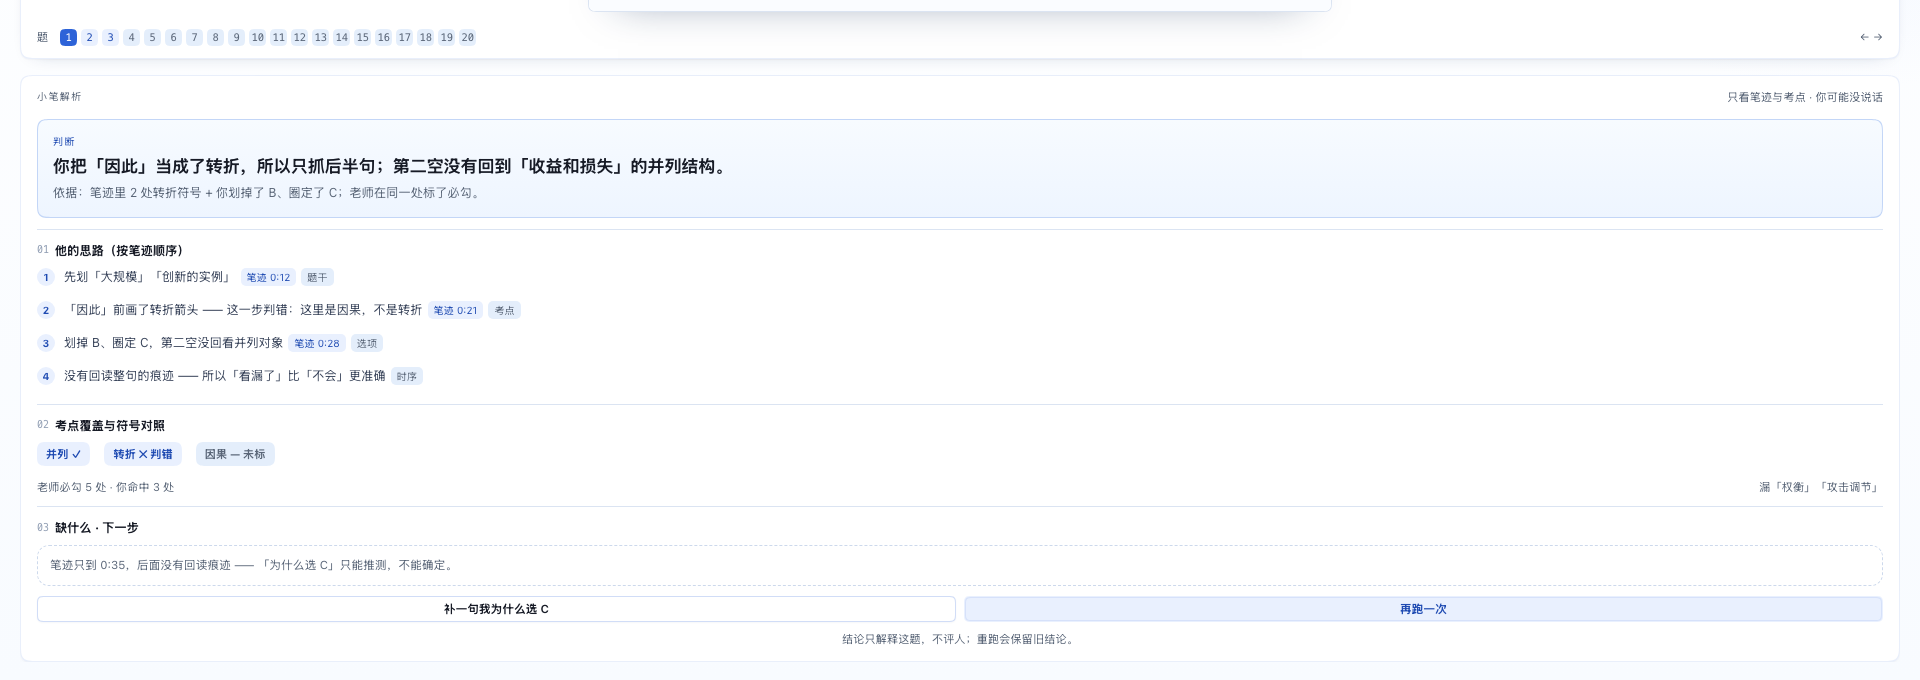 题 1 2 3 4 5 6 7 8 9 10 11 12 13 14 15 16 17 18 19 20 ← →
小笔解析 只看笔迹与考点 · 你可能没说话
判断
你把「因此」当成了转折，所以只抓后半句；第二空没有回到「收益和损失」的并列结构。
依据：笔迹里 2 处转折符号 + 你划掉了 B、圈定了 C；老师在同一处标了必勾。
01 他的思路（按笔迹顺序）
1 先划「大规模」「创新的实例」 笔迹 0:12 题干
2 「因此」前画了转折箭头 —— 这一步判错：这里是因果，不是转折 笔迹 0:21 考点
3 划掉 B、圈定 C，第二空没回看并列对象 笔迹 0:28 选项
4 没有回读整句的痕迹 —— 所以「看漏了」比「不会」更准确 时序
02 考点覆盖与符号对照
并列 ✓ 转折 ✕ 判错 因果 — 未标
老师必勾 5 处 · 你命中 3 处 漏「权衡」「攻击调节」
03 缺什么 · 下一步
笔迹只到 0:35，后面没有回读痕迹 —— 「为什么选 C」只能推测，不能确定。
补一句我为什么选 C 再跑一次
结论只解释这题，不评人；重跑会保留旧结论。